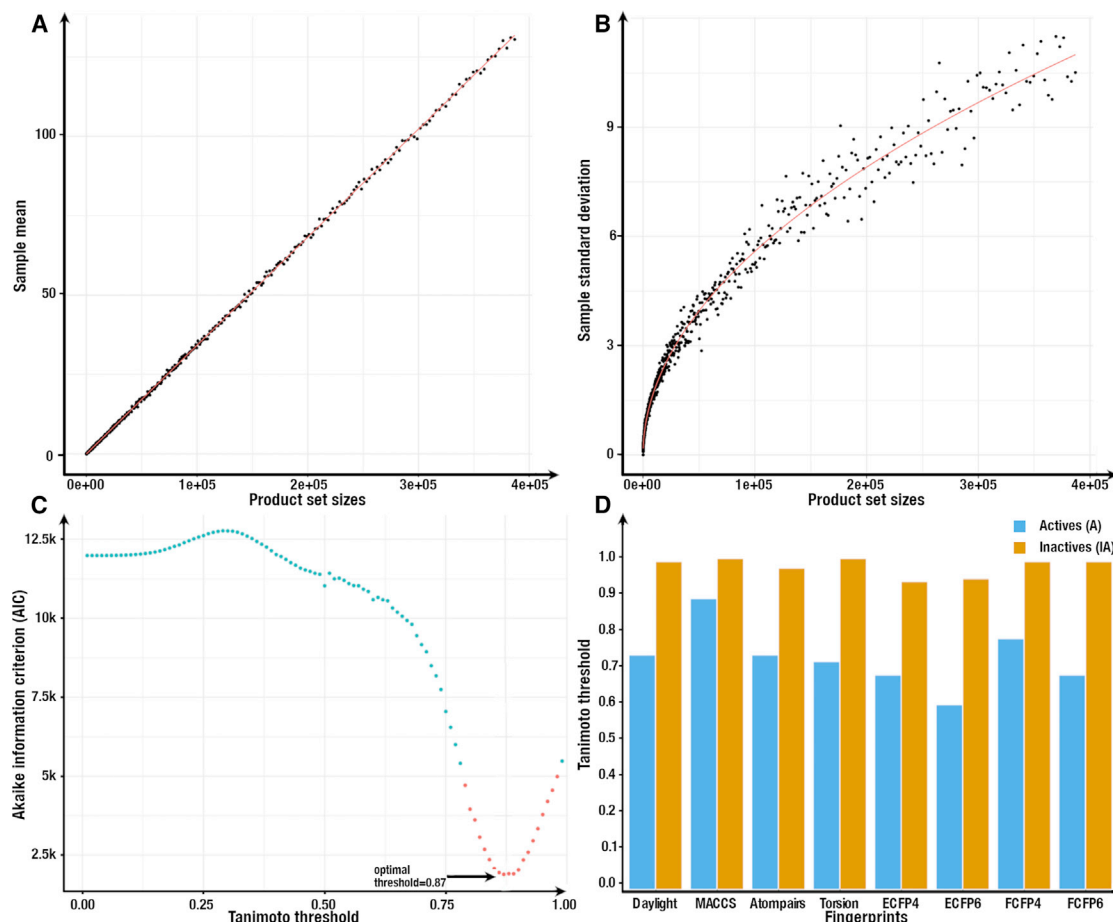 A
Sample mean
100
50
0
0e+00 1e+05 2e+05 3e+05 4e+05
Product set sizes
B
Sample standard deviation
9
6
3
0
0e+00 1e+05 2e+05 3e+05 4e+05
Product set sizes
C
Akaike information criterion (AIC)
12.5k
10k
7.5k
5k
2.5k
optimal
threshold=0.87
0.00 0.25 0.50 0.75 1.00
Tanimoto threshold
D
Actives (A)
Inactives (IA)
Tanimoto threshold
1.0
0.9
0.8
0.7
0.6
0.5
0.4
0.2
0.1
0.0
Daylight MACCS Atompairs Torsion ECFP4 ECFP6 FCFP4 FCFP6
Fingerprints